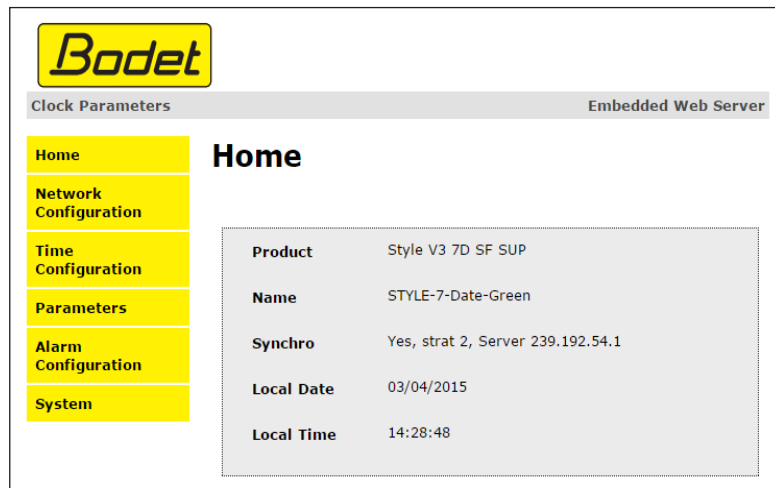 Bodet
Clock Parameters Embedded Web Server
Home
Network
Configuration
Time
Configuration
Parameters
Alarm
Configuration
System
Home
Product Style V3 7D SF SUP
Name STYLE-7-Date-Green
Synchro Yes, strat 2, Server 239.192.54.1
Local Date 03/04/2015
Local Time 14:28:48